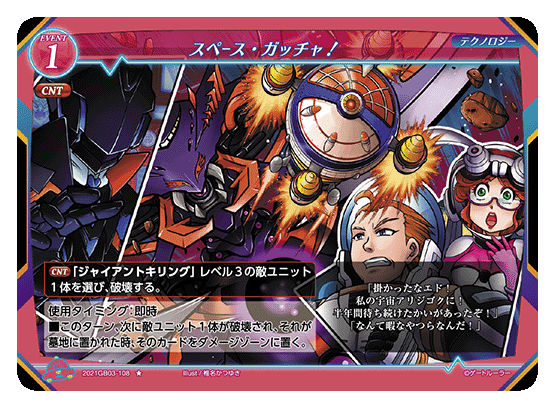 EVENT
1
スペース・ガッチャ！
テクノロジー
CNT
CNT 「ジャイアントキリング」レベル３の敵ユニット
１体を選び、破壊する。
使用タイミング：即時
■このターン、次に敵ユニット１体が破壊され、それが
墓地に置かれた時、そのカードをダメージゾーンに置く。
「掛かったなエド！
私の宇宙アリジゴクに！
半年間待ち続けたかいがあったぞ！」
「なんて暇なやつらなんだ！」
2021GB03-108 ★
Illust / 椎名かつゆき
©ゲートルーラー